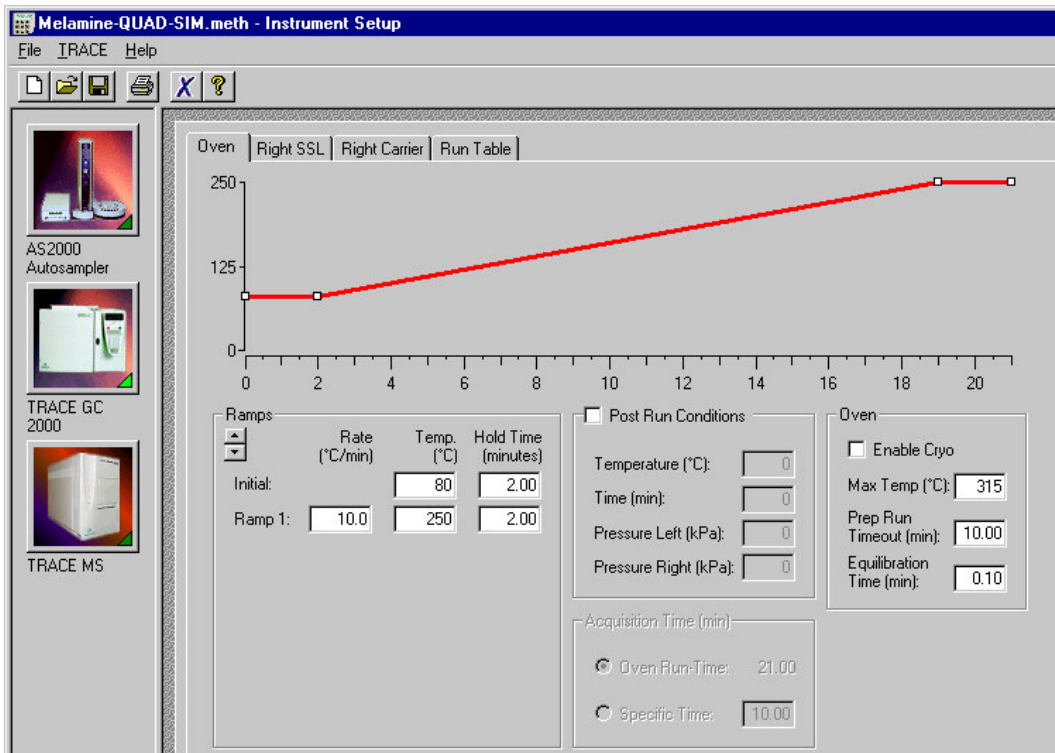 Melamine-QUAD-SIM.meth - Instrument Setup
File TRACE Help
AS2000
Autosampler
TRACE GC
2000
TRACE MS
Oven Right SSL Right Carrier Run Table
250
125
0
0 2 4 6 8 10 12 14 16 18 20
Ramps
Rate Temp. Hold Time
(°C/min) (°C) (minutes)
Initial: 80 2.00
Ramp 1: 10.0 250 2.00
Post Run Conditions
Temperature (°C): 0
Time (min): 0
Pressure Left (kPa): 0
Pressure Right (kPa): 0
Acquisition Time (min)
Oven Run-Time: 21.00
Specific Time: 10.00
Oven
Enable Cryo
Max Temp (°C): 315
Prep Run
Timeout (min): 10.00
Equilibration
Time (min): 0.10